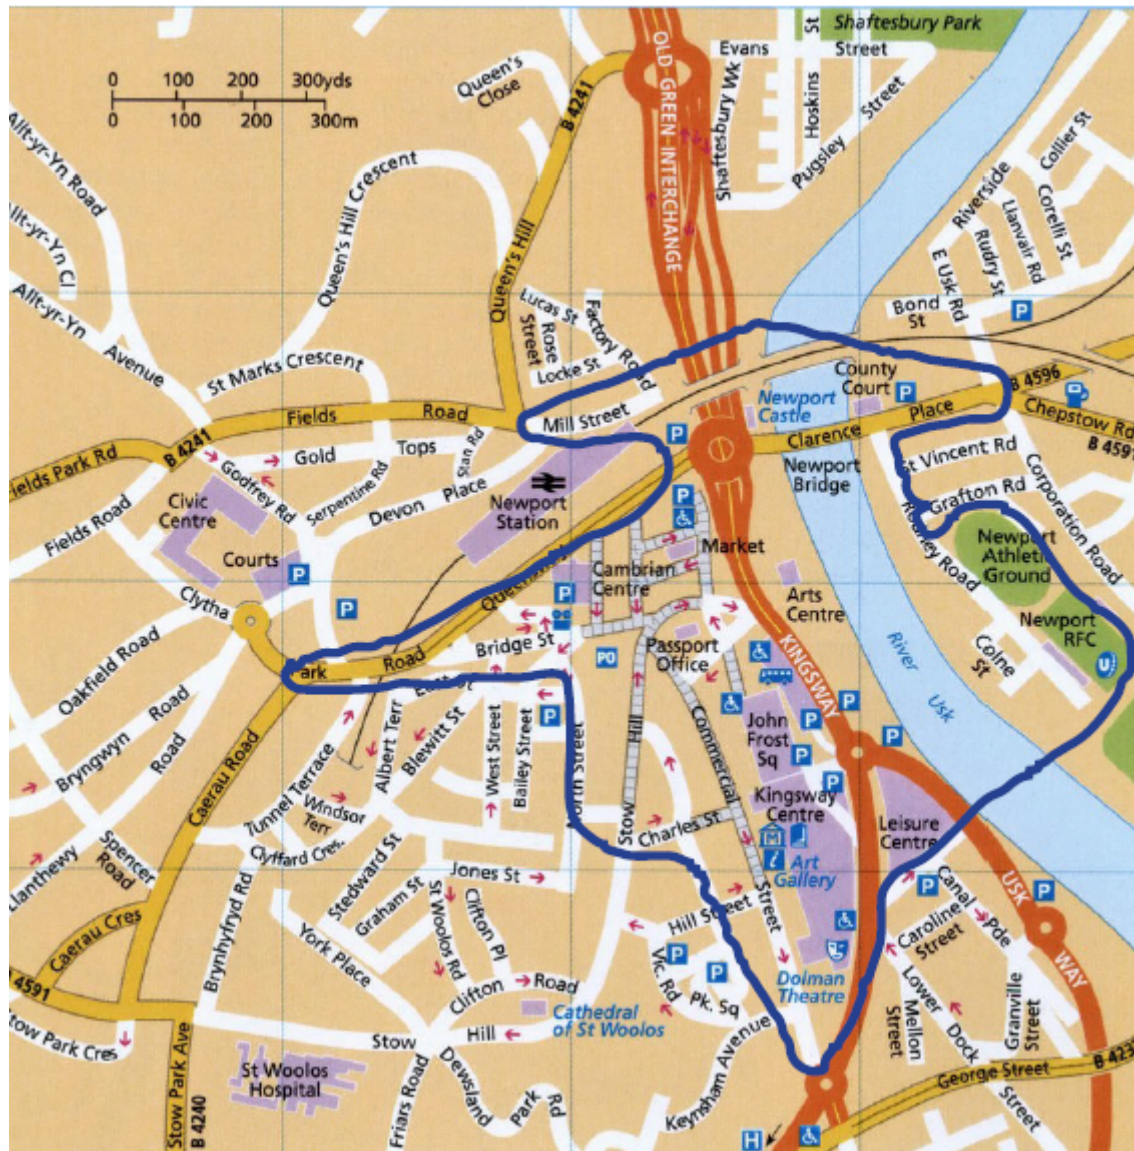 Shaftesbury Park
0 100 200 300yds
0 100 200 300m
Queen's
Close
B 4241
OLD GREEN INTERCHANGE
Evans
Street
St
Hoskins
Shaftesbury Wk
Pugsley Street
Collier St
Riverside
Corelli St
Llanvair Rd
Rudry St
E Usk Rd
Bond
St
P
Allt-yr-Yn Road
Allt-yr-Yn Cl
Allt-yr-Yn
Avenue
Queen's Hill Crescent
Queen's Hill
Lucas St
Factory Road
Rose
Street
Locke St
St Marks Crescent
Fields Road
B 4241
Mill Street
County
Court
P
B 4596
Newport
Castle
Place
Clarence
Chepstow Rd
B 4591
ields Park Rd
Gold Tops
Stan Rd
P
Newport
Bridge
St Vincent Rd
Grafton Rd
Corporation Road
Godfrey Rd
Serpentine Rd
Devon Place
Newport
Station
P
Civic
Centre
Fields Road
Courts
P
Market
Rodney Road
Newport
Athletic
Ground
Queensway
Cambrian
Centre
P
Arts
Centre
Clytha
P
Newport
RFC
Bridge St
Passport
Office
PO
KINGSWAY
River
Usk
Colne
St
ark
Road
East St
Oakfield Road
Bryngwyn Road
Road
Caerau Road
Albert Terr
Blewitt St
West Street
Bailey Street
P
North Street
Stow Hill
Commercial
Street
John
Frost
Sq
P
P
P
P
P
Tunnel Terrace
Windsor
Terr
Clyffard Cres
Charles St
Kingsway
Centre
Leisure
Centre
i
Art
Gallery
Llanthewy
Spencer
Road
Brynhyfryd Rd
Stedward St
Graham St
Jones St
St Woolos Rd
Clifton Pl
Hill Street
P
USK
WAY
P
Canal
Pde
Caroline
Street
Caerau Cres
York Place
Vic. Rd
P
P
Pk. Sq
Dolman
Theatre
B 4591
Clifton Road
Cathedral
of St Woolos
Lower Dock
Street
Mellon
Street
Granville
Street
Stow Park Cres
Stow Hill
Keynsham Avenue
St Woolos
Hospital
Stow Park Ave
B 4240
Friars Road
Dewsland
Park Rd
George Street
B 423
H